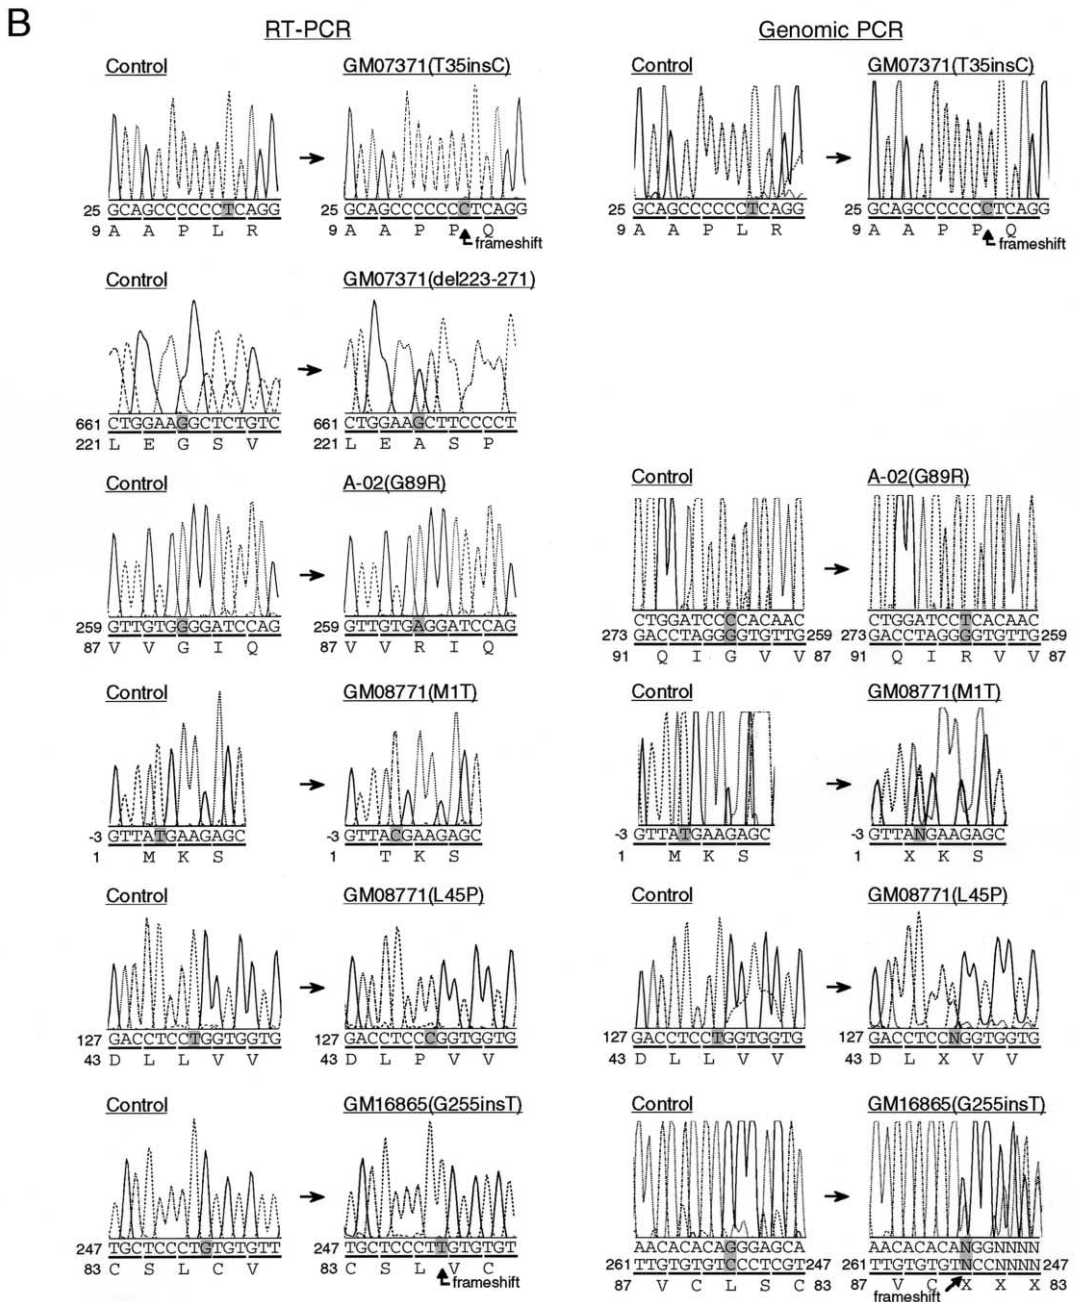 B
RT-PCR
Genomic PCR
Control
GM07371(T35insC)
Control
GM07371(T35insC)
25 GCAGCCCCCCTCAGG
25 GCAGCCCCCCCTCAGG
25 GCAGCCCCCCTCAGG
25 GCAGCCCCCCCTCAGG
9 A A P L R
9 A A P P Q
9 A A P L R
9 A A P P Q
frameshift
frameshift
Control
GM07371(del223-271)
661 CTGGAAGGCTCTGTC
661 CTGGAAGCTTCCCCT
221 L E G S V
221 L E A S P
Control
A-02(G89R)
Control
A-02(G89R)
259 GTTGTGGGGATCCAG
259 GTTGTGAGGATCCAG
CTGGATCCCCACAAC
CTGGATCCTCACAAC
273 GACCTAGGGGTGTTG 259
273 GACCTAGGGGTGTTG 259
87 V V G I Q
87 V V R I Q
91 Q I G V V 87
91 Q I R V V 87
Control
GM08771(M1T)
Control
GM08771(M1T)
-3 GTTATGAAGAGC
-3 GTTACGAAGAGC
-3 GTTATGAAGAGC
-3 GTTANGAAGAGC
1 M K S
1 T K S
1 M K S
1 X K S
Control
GM08771(L45P)
Control
GM08771(L45P)
127 GACCTCCTGGTGGTG
127 GACCTCCCGGTGGTG
127 GACCTCCTGGTGGTG
127 GACCTCCNGGTGGTG
43 D L L V V
43 D L P V V
43 D L L V V
43 D L X V V
Control
GM16865(G255insT)
Control
GM16865(G255insT)
247 TGCTCCCTGTGTGTT
247 TGCTCCCTTGTGTGT
AACACACAGGGAGCA
AACACACANGGNNNN
261 TTGTGTGTCCCTCGT 247
261 TTGTGTGTNCCNNNN 247
83 C S L C V
83 C S L V C
87 V C L S C 83
87 V C X X X 83
frameshift
frameshift